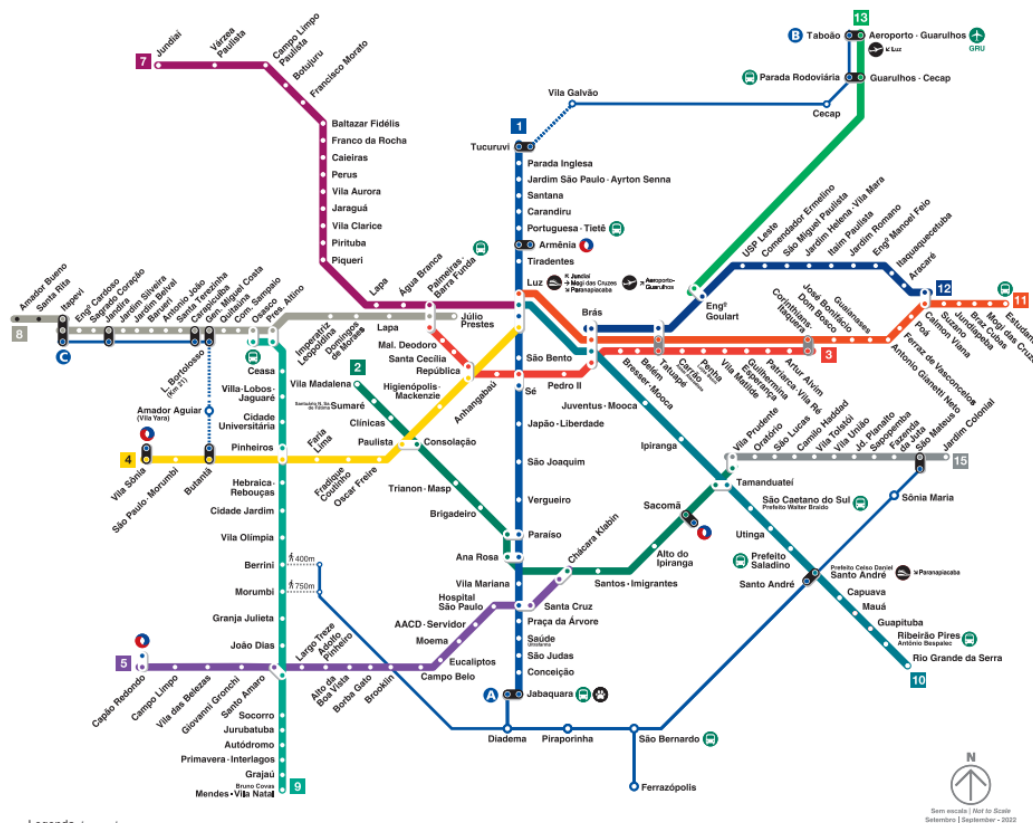 13
B
Taboão
Aeroporto · Guarulhos
GRU
Luz
7
Jundiaí
Várzea
Paulista
Campo Limpo
Paulista
Botujuru
Francisco Morato
Parada Rodoviária
Guarulhos · Cecap
Vila Galvão
Cecap
Baltazar Fidélis
Franco da Rocha
Caieiras
Perus
Vila Aurora
Jaraguá
Vila Clarice
Pirituba
Piqueri
1
Tucuruvi
Parada Inglesa
Jardim São Paulo · Ayrton Senna
Santana
Carandiru
Portuguesa · Tietê
Armênia
Tiradentes
Luz
Jundiaí
Mogi das Cruzes
Paranapiacaba
Aeroporto-
Guarulhos
USP Leste
Comendador Ermelino
São Miguel Paulista
Jardim Helena · Vila Mara
Itaim Paulista
Jardim Romano
Engº Manoel Feio
Itaquaquecetuba
Aracaré
12
11
Engº
Goulart
Calmon Viana
Suzano
Jundiapeba
Braz Cubas
Mogi das Cruz
Estudant
Poá
Ferraz de Vasconcelos
Antonio Gianetti Neto
Guaianases
José Bonifácio
Dom Bosco
Corinthians-
Itaquera
3
Artur Alvim
Patriarca · Vila Ré
Guilhermina
Esperança
Vila Matilde
Penha
Carrão
Tatuapé
Belém
Bresser · Mooca
Brás
Amador Bueno
Santa Rita
Itapevi
Engº Cardoso
Sagrado Coração
Jandira
Jardim Silveira
Jardim Belval
Barueri
Antonio João
Santa Terezinha
Carapicuíba
Gen. Miguel Costa
Quitaúna
Com. Sampaio
Osasco
Pres. Altino
8
C
Imperatriz
Leopoldina
Domingos
de Moraes
Lapa
Lapa
Água Branca
Palmeiras-
Barra Funda
Júlio
Prestes
Mal. Deodoro
Santa Cecília
República
Anhangabaú
São Bento
Sé
Pedro II
Higienópolis-
Mackenzie
L. Bortolosso
(Km 21)
Amador Aguiar
(Vila Yara)
Ceasa
Villa-Lobos-
Jaguaré
Cidade
Universitária
Pinheiros
2
Vila Madalena
Santuário N. Sa.
de Fátima
Sumaré
Clínicas
Paulista
Consolação
4
Vila Sônia
São Paulo · Morumbi
Butantã
Faria
Lima
Fradique
Coutinho
Oscar Freire
Trianon · Masp
Brigadeiro
Japão · Liberdade
São Joaquim
Vergueiro
Paraíso
Ana Rosa
Vila Mariana
Chácara Klabin
Santos · Imigrantes
Alto do
Ipiranga
Sacomã
Juventus · Mooca
Ipiranga
Tamanduateí
Vila Prudente
Oratório
São Lucas
Camilo Haddad
Vila Tolstói
Vila União
Jd. Planalto
Sapopemba
Fazenda
da Juta
São Mateus
Jardim Colonial
15
São Caetano do Sul
Prefeito Walter Braido
Utinga
Prefeito
Saladino
Santo André
Prefeito Celso Daniel
Santo André
Paranapiacaba
Sônia Maria
Capuava
Mauá
Guapituba
Ribeirão Pires
Antônio Bespalec
Rio Grande da Serra
10
Hebraica-
Rebouças
Cidade Jardim
Vila Olímpia
Berrini
400m
Morumbi
750m
Granja Julieta
João Dias
5
Capão Redondo
Campo Limpo
Vila das Belezas
Giovanni Gronchi
Santo Amaro
Largo Treze
Adolfo
Pinheiro
Alto da
Boa Vista
Borba Gato
Brooklin
Campo Belo
Eucaliptos
Moema
AACD · Servidor
Hospital
São Paulo
Santa Cruz
Praça da Árvore
Saúde
Ultrafarma
São Judas
Conceição
A
Jabaquara
Socorro
Jurubatuba
Autódromo
Primavera · Interlagos
Grajaú
Bruno Covas
Mendes · Vila Natal
9
Diadema
Piraporinha
São Bernardo
Ferrazópolis
N
Sem escala | Not to Scale
Setembro | September - 2022